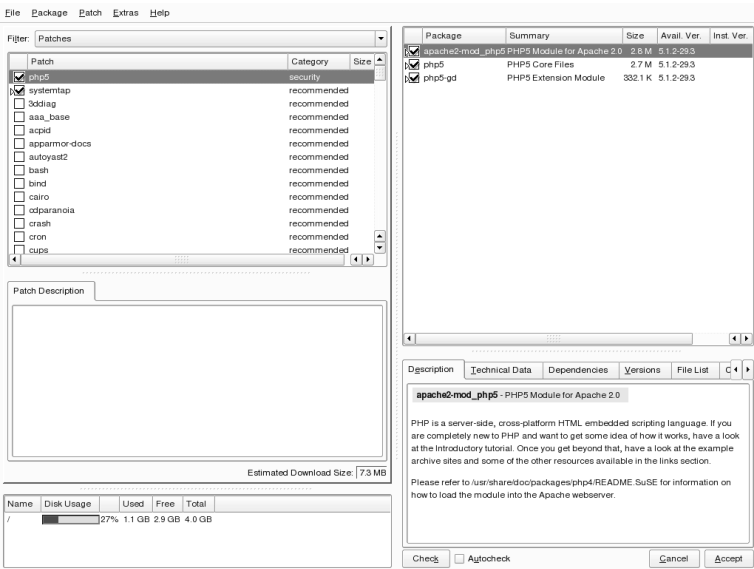 File Package Patch Extras Help
Filter: Patches
Patch Category Size
php5 security
systemtap recommended
3ddiag recommended
aaa_base recommended
acpid recommended
apparmor-docs recommended
autoyast2 recommended
bash recommended
bind recommended
cairo recommended
cdparanoia recommended
crash recommended
cron recommended
cups recommended
Patch Description
Estimated Download Size: 7.3 MB
Name Disk Usage Used Free Total
/ 27% 1.1 GB 2.9 GB 4.0 GB
Package Summary Size Avail. Ver. Inst. Ver.
apache2-mod_php5 PHP5 Module for Apache 2.0 2.8 M 5.1.2-29.3
php5 PHP5 Core Files 2.7 M 5.1.2-29.3
php5-gd PHP5 Extension Module 332.1 K 5.1.2-29.3
Description Technical Data Dependencies Versions File List
apache2-mod_php5 - PHP5 Module for Apache 2.0
PHP is a server-side, cross-platform HTML embedded scripting language. If you
are completely new to PHP and want to get some idea of how it works, have a look
at the Introductory tutorial. Once you get beyond that, have a look at the example
archive sites and some of the other resources available in the links section.
Please refer to /usr/share/doc/packages/php4/README.SuSE for information on
how to load the module into the Apache webserver.
Check Autocheck Cancel Accept